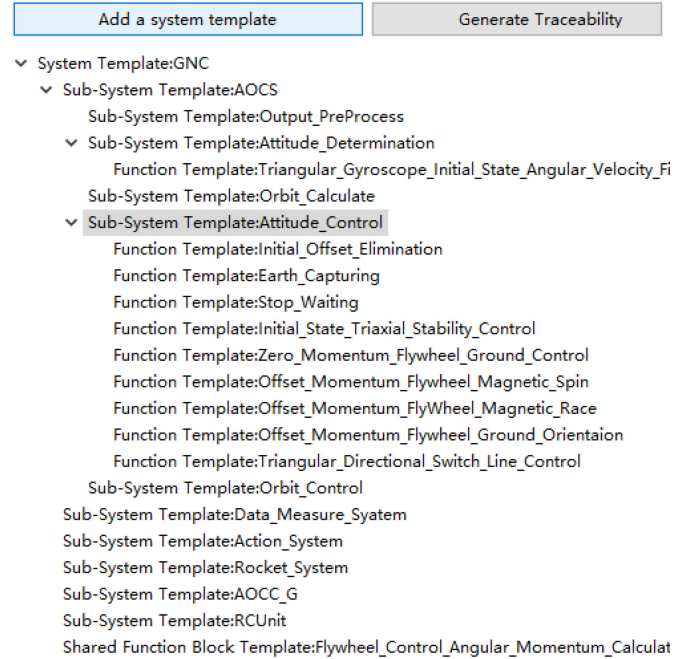 Add a system template Generate Traceability
System Template:GNC
Sub-System Template:AOCS
Sub-System Template:Output_PreProcess
Sub-System Template:Attitude_Determination
Function Template:Triangular_Gyroscope_Initial_State_Angular_Velocity_Fi
Sub-System Template:Orbit_Calculate
Sub-System Template:Attitude_Control
Function Template:Initial_Offset_Elimination
Function Template:Earth_Capturing
Function Template:Stop_Waiting
Function Template:Initial_State_Triaxial_Stability_Control
Function Template:Zero_Momentum_Flywheel_Ground_Control
Function Template:Offset_Momentum_Flywheel_Magnetic_Spin
Function Template:Offset_Momentum_FlyWheel_Magnetic_Race
Function Template:Offset_Momentum_Flywheel_Ground_Orientaion
Function Template:Triangular_Directional_Switch_Line_Control
Sub-System Template:Orbit_Control
Sub-System Template:Data_Measure_Syatem
Sub-System Template:Action_System
Sub-System Template:Rocket_System
Sub-System Template:AOCC_G
Sub-System Template:RCUnit
Shared Function Block Template:Flywheel_Control_Angular_Momentum_Calculat